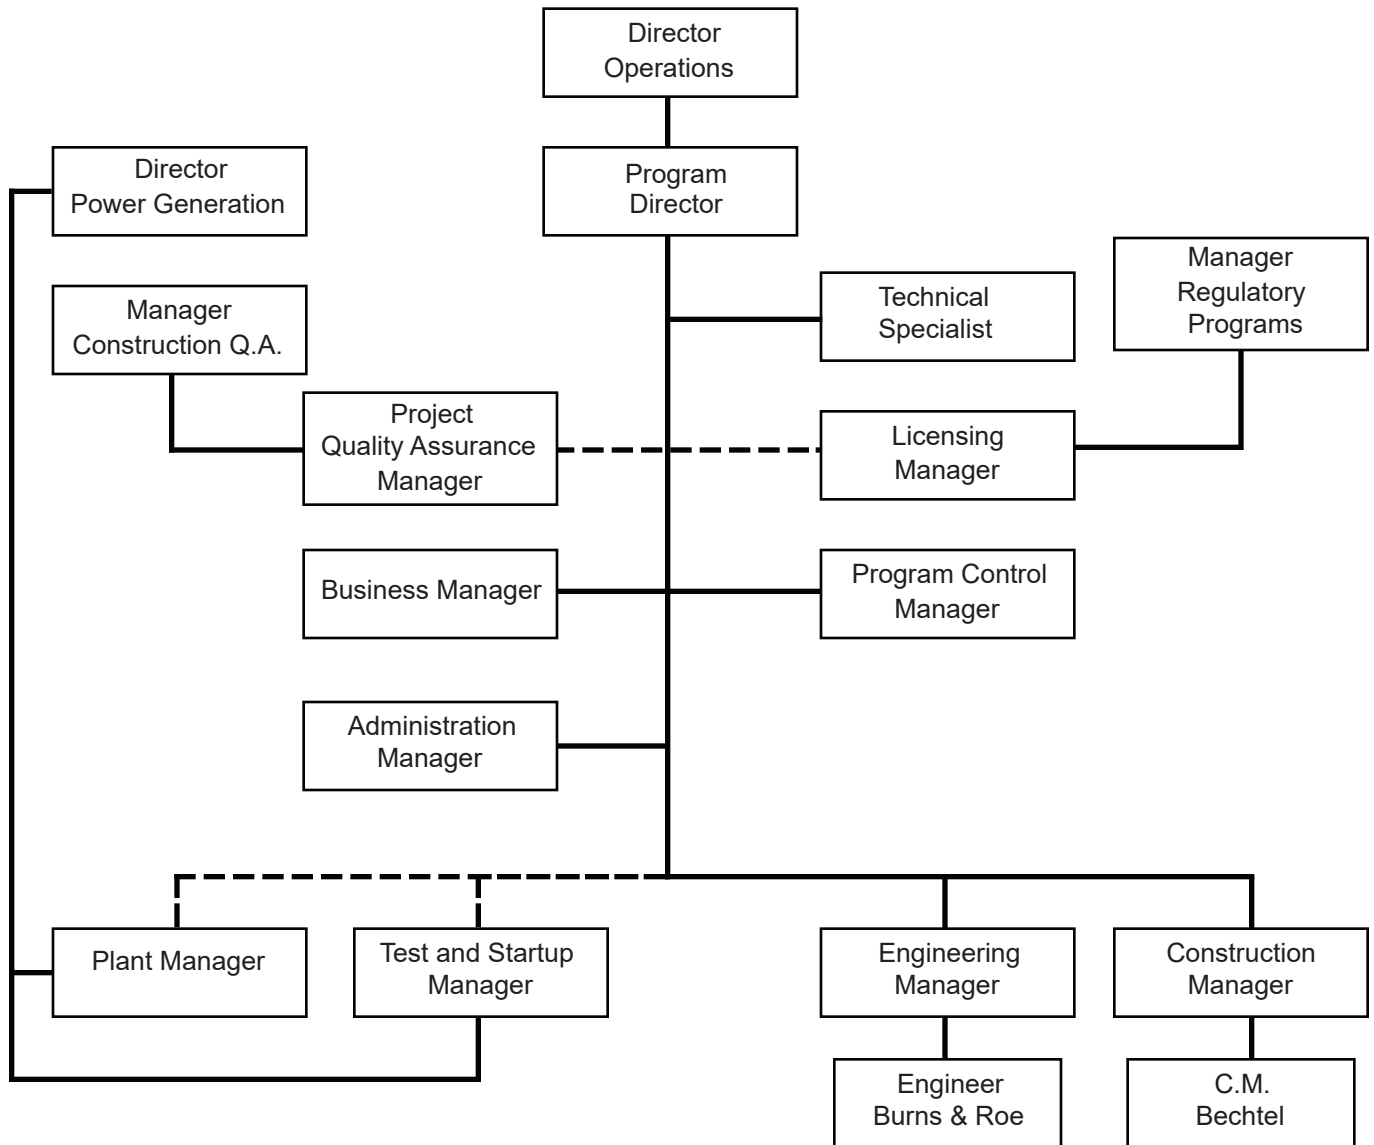 Director
Operations
Director
Power Generation
Program
Director
Manager
Regulatory
Programs
Technical
Specialist
Manager
Construction Q.A.
Project
Quality Assurance
Manager
Licensing
Manager
Business Manager
Program Control
Manager
Administration
Manager
Plant Manager
Test and Startup
Manager
Engineering
Manager
Construction
Manager
Engineer
Burns & Roe
C.M.
Bechtel